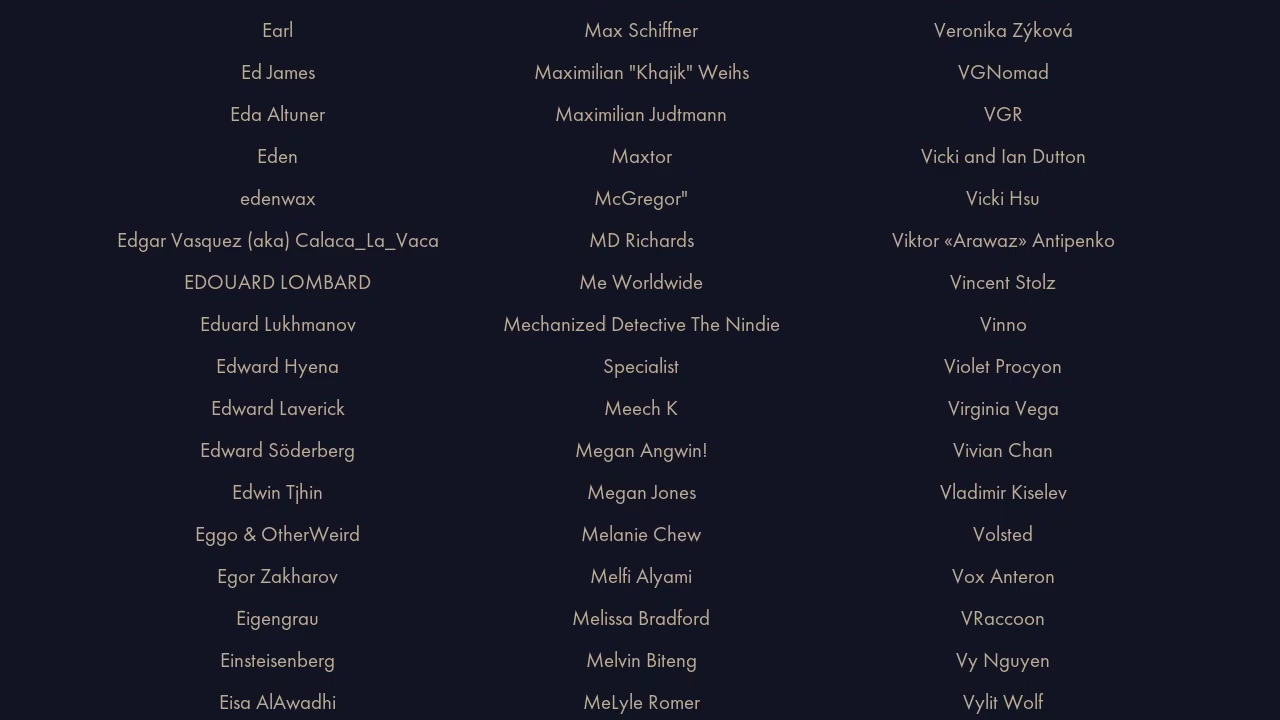 Earl
Ed James
Eda Altuner
Eden
edenwax
Edgar Vasquez (aka) Calaca_La_Vaca
EDOUARD LOMBARD
Eduard Lukhmanov
Edward Hyena
Edward Laverick
Edward Söderberg
Edwin Tjhin
Eggo & OtherWeird
Egor Zakharov
Eigengrau
Einsteisenberg
Eisa AlAwadhi
Max Schiffner
Maximilian "Khajik" Weihs
Maximilian Judtmann
Maxtor
McGregor"
MD Richards
Me Worldwide
Mechanized Detective The Nindie
Specialist
Meech K
Megan Angwin!
Megan Jones
Melanie Chew
Melfi Alyami
Melissa Bradford
Melvin Biteng
MeLyle Romer
Veronika Zýková
VGNomad
VGR
Vicki and Ian Dutton
Vicki Hsu
Viktor «Arawaz» Antipenko
Vincent Stolz
Vinno
Violet Procyon
Virginia Vega
Vivian Chan
Vladimir Kiselev
Volsted
Vox Anteron
VRaccoon
Vy Nguyen
Vylit Wolf